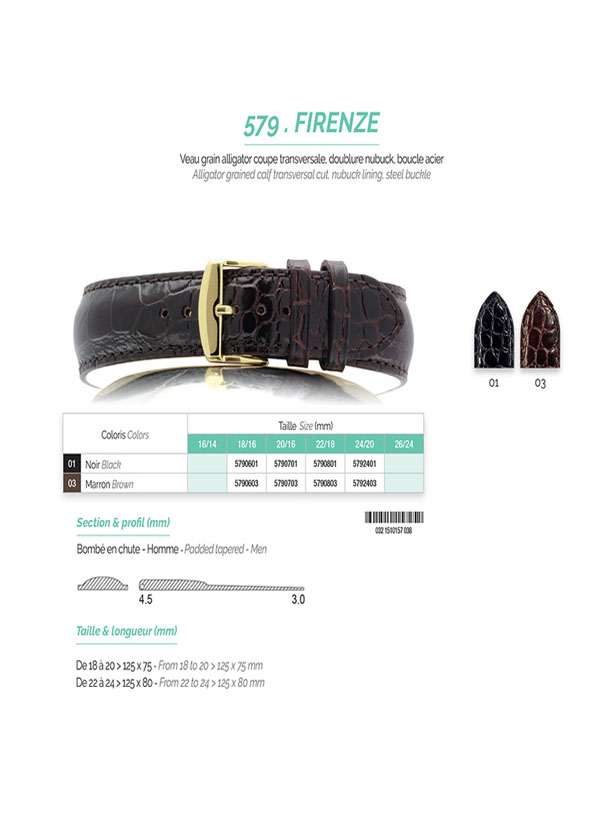 579 . FIRENZE
Veau grain alligator coupe transversale, doublure nubuck, boucle acier
Alligator grained calf transversal cut, nubuck lining, steel buckle
01 03
Coloris Colors
Taille Size (mm)
16/14 18/16 20/16 22/18 24/20 26/24
01 Noir Black 5790601 5790701 5790801 5792401
03 Marron Brown 5790603 5790703 5790803 5792403
Section & profil (mm)
032 1510157 038
Bombé en chute - Homme - Padded tapered - Men
4.5 3.0
Taille & longueur (mm)
De 18 à 20 > 125 x 75 - From 18 to 20 > 125 x 75 mm
De 22 à 24 > 125 x 80 - From 22 to 24 > 125 x 80 mm